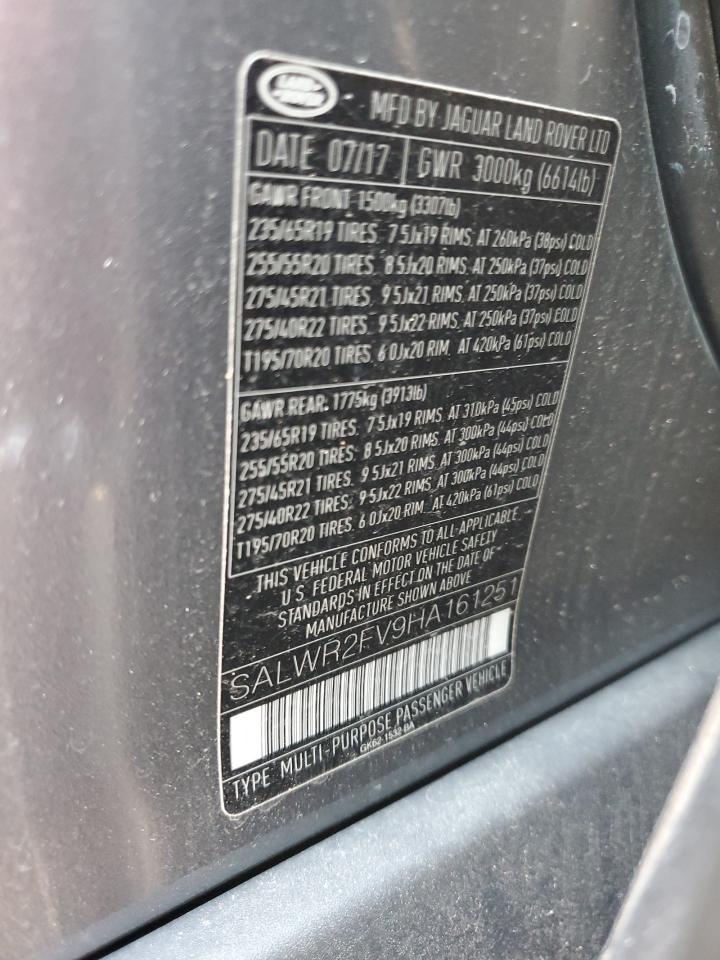 LAND ROVER
MFD BY JAGUAR LAND ROVER LTD
DATE 07/17 GWR 3000kg (6614lb)
GAWR FRONT 1500kg (3307lb)
235/65R19 TIRES. 7.5Jx19 RIMS. AT 260kPa (38psi) COLD
255/55R20 TIRES. 8.5Jx20 RIMS. AT 250kPa (37psi) COLD
275/45R21 TIRES. 9.5Jx21 RIMS. AT 250kPa (37psi) COLD
275/40R22 TIRES. 9.5Jx22 RIMS. AT 250kPa (37psi) COLD
T195/70R20 TIRES. 6.0Jx20 RIM. AT 420kPa (61psi) COLD
GAWR REAR. 1775kg (3913lb)
235/65R19 TIRES. 7.5Jx19 RIMS. AT 310kPa (45psi) COLD
255/55R20 TIRES. 8.5Jx20 RIMS. AT 300kPa (44psi) COLD
275/45R21 TIRES. 9.5Jx21 RIMS. AT 300kPa (44psi) COLD
275/40R22 TIRES. 9.5Jx22 RIMS. AT 300kPa (44psi) COLD
T195/70R20 TIRES. 6.0Jx20 RIM. AT 420kPa (61psi) COLD
THIS VEHICLE CONFORMS TO ALL APPLICABLE
U.S. FEDERAL MOTOR VEHICLE SAFETY
STANDARDS IN EFFECT ON THE DATE OF
MANUFACTURE SHOWN ABOVE
SALWR2FV9HA161251
TYPE MULTI-PURPOSE PASSENGER VEHICLE
GK62-1532-BA